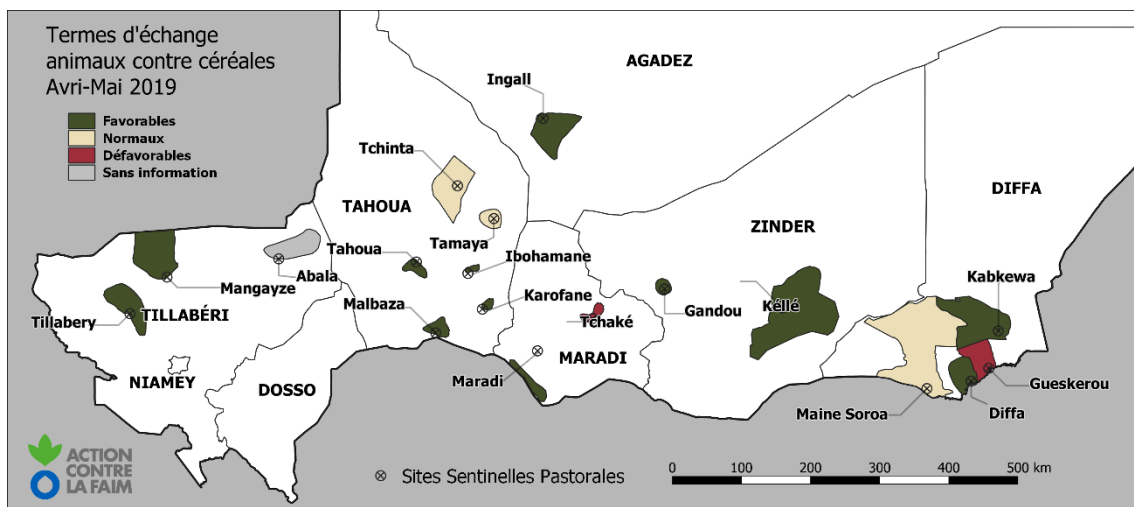 Termes d'échange
animaux contre céréales
Avri-Mai 2019
Favorables
Normaux
Défavorables
Sans information
AGADEZ
Ingall
Tchinta
DIFFA
TAHOUA
ZINDER
Tamaya
Tahoua
Ibohamane
Abala
Mangayze
Kabkewa
Karofane
Gandou
Kéllé
Malbaza
Tillabery
TILLABÉRI
Tchaké
MARADI
Maradi
NIAMEY
DOSSO
Gueskerou
Maine Soroa
Diffa
ACTION
CONTRE
LA FAIM
Sites Sentinelles Pastorales
0 100 200 300 400 500 km